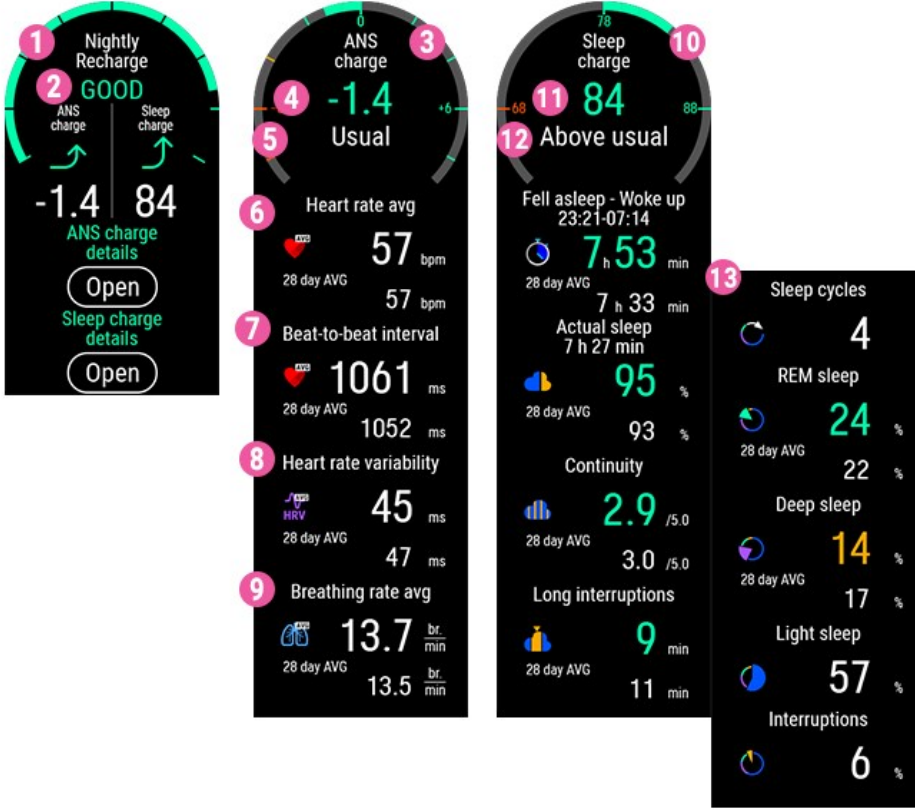 1
Nightly
Recharge
2
GOOD
ANS
charge
Sleep
charge
-1.4
84
ANS charge
details
Open
Sleep charge
details
Open
0
3
ANS
charge
4
-1.4
+6
5
Usual
6
Heart rate avg
AVG
57 bpm
28 day AVG
57 bpm
7
Beat-to-beat interval
AVG
1061 ms
28 day AVG
1052 ms
8
Heart rate variability
AVG
HRV
45 ms
28 day AVG
47 ms
9
Breathing rate avg
AVG
13.7 br./min
28 day AVG
13.5 br./min
78
10
Sleep
charge
68
11
84
88
12
Above usual
Fell asleep - Woke up
23:21-07:14
7 h 53 min
28 day AVG
7 h 33 min
Actual sleep
7 h 27 min
95 %
28 day AVG
93 %
Continuity
2.9 /5.0
28 day AVG
3.0 /5.0
Long interruptions
9 min
28 day AVG
11 min
13
Sleep cycles
4
REM sleep
24 %
28 day AVG
22 %
Deep sleep
14 %
28 day AVG
17 %
Light sleep
57 %
Interruptions
6 %